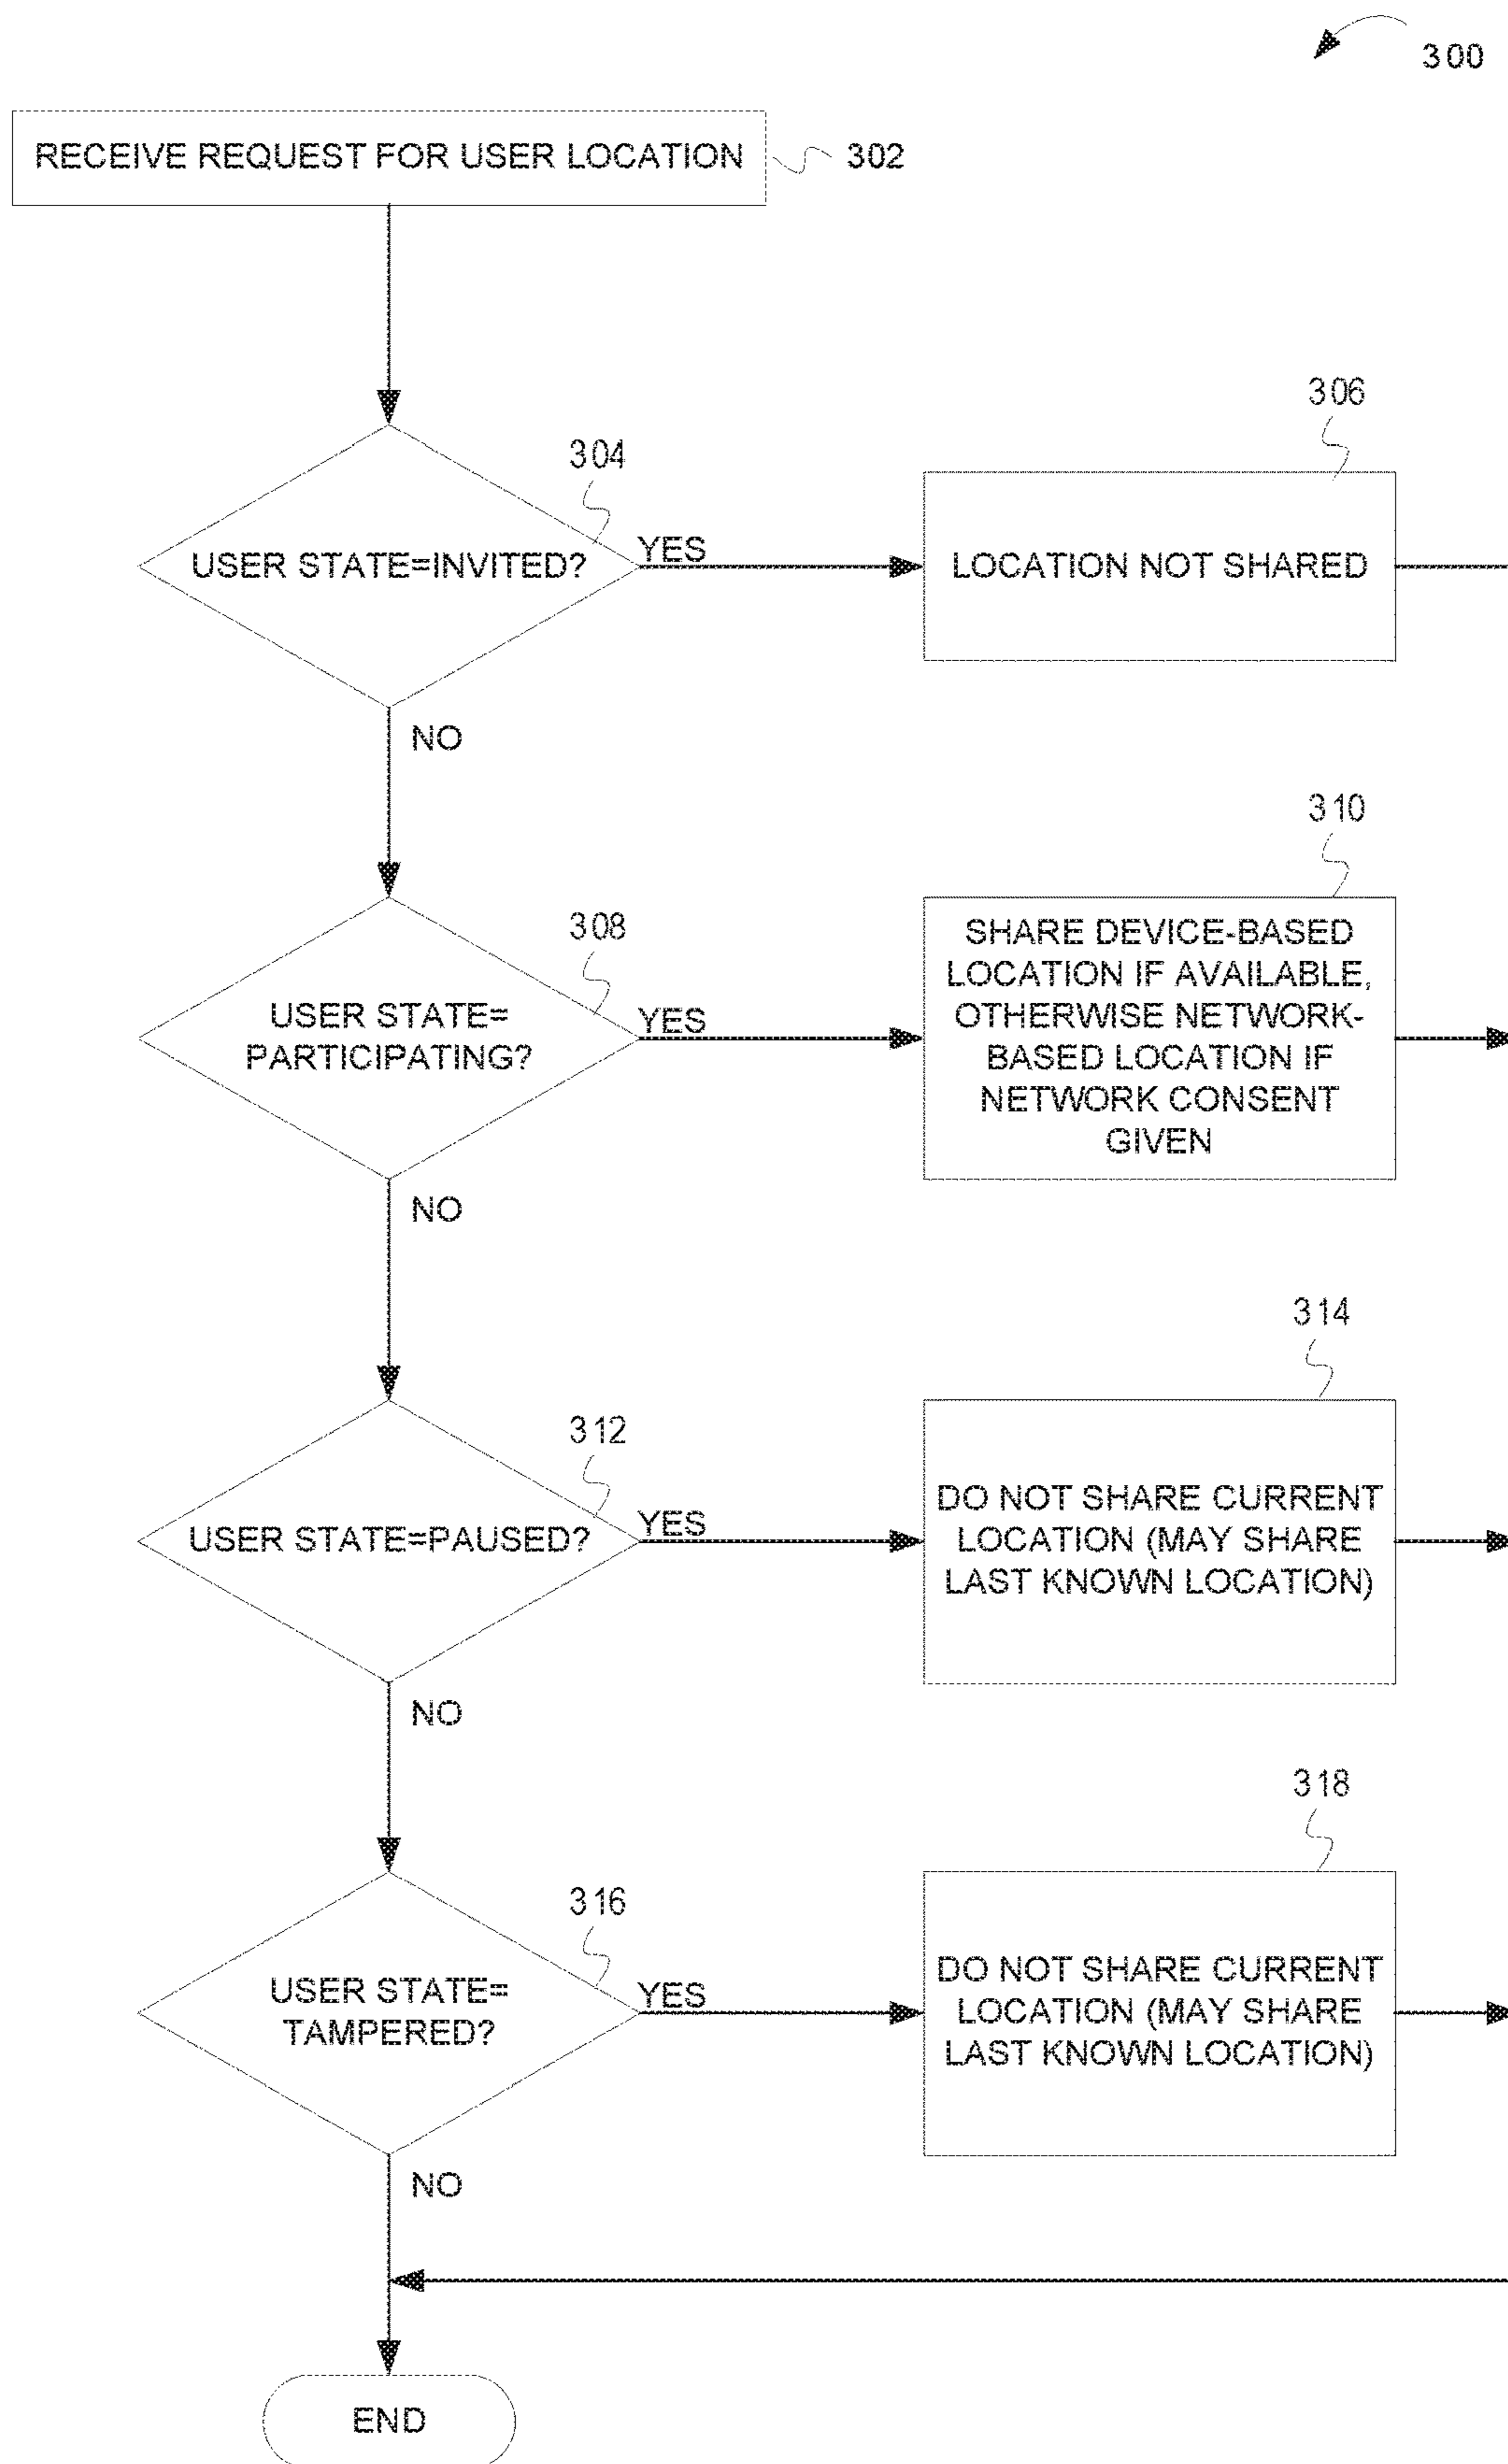 300
RECEIVE REQUEST FOR USER LOCATION
302
304
USER STATE=INVITED?
YES
306
LOCATION NOT SHARED
NO
308
USER STATE=
PARTICIPATING?
YES
310
SHARE DEVICE-BASED
LOCATION IF AVAILABLE,
OTHERWISE NETWORK-
BASED LOCATION IF
NETWORK CONSENT
GIVEN
NO
312
USER STATE=PAUSED?
YES
314
DO NOT SHARE CURRENT
LOCATION (MAY SHARE
LAST KNOWN LOCATION)
NO
316
USER STATE=
TAMPERED?
YES
318
DO NOT SHARE CURRENT
LOCATION (MAY SHARE
LAST KNOWN LOCATION)
NO
END